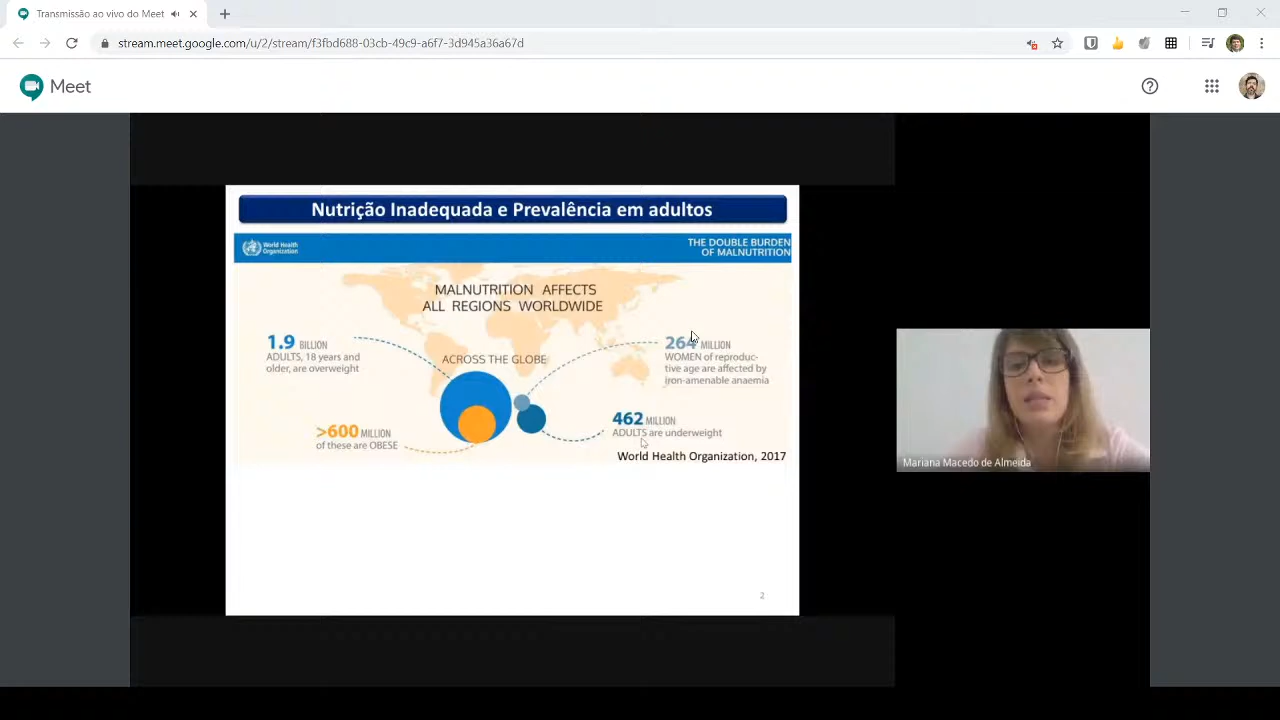 Transmissão ao vivo do Meet
stream.meet.google.com/u/2/stream/f3fbd688-03cb-49c9-a6f7-3d945a36a67d
Meet
Nutrição Inadequada e Prevalência em adultos
World Health
Organization
THE DOUBLE BURDEN
OF MALNUTRITION
MALNUTRITION AFFECTS
ALL REGIONS WORLDWIDE
1.9 BILLION
ADULTS, 18 years and
older, are overweight
ACROSS THE GLOBE
264 MILLION
WOMEN of reproduc-
tive age are affected by
iron-amenable anaemia
>600 MILLION
of these are OBESE
462 MILLION
ADULTS are underweight
World Health Organization, 2017
2
Mariana Macedo de Almeida